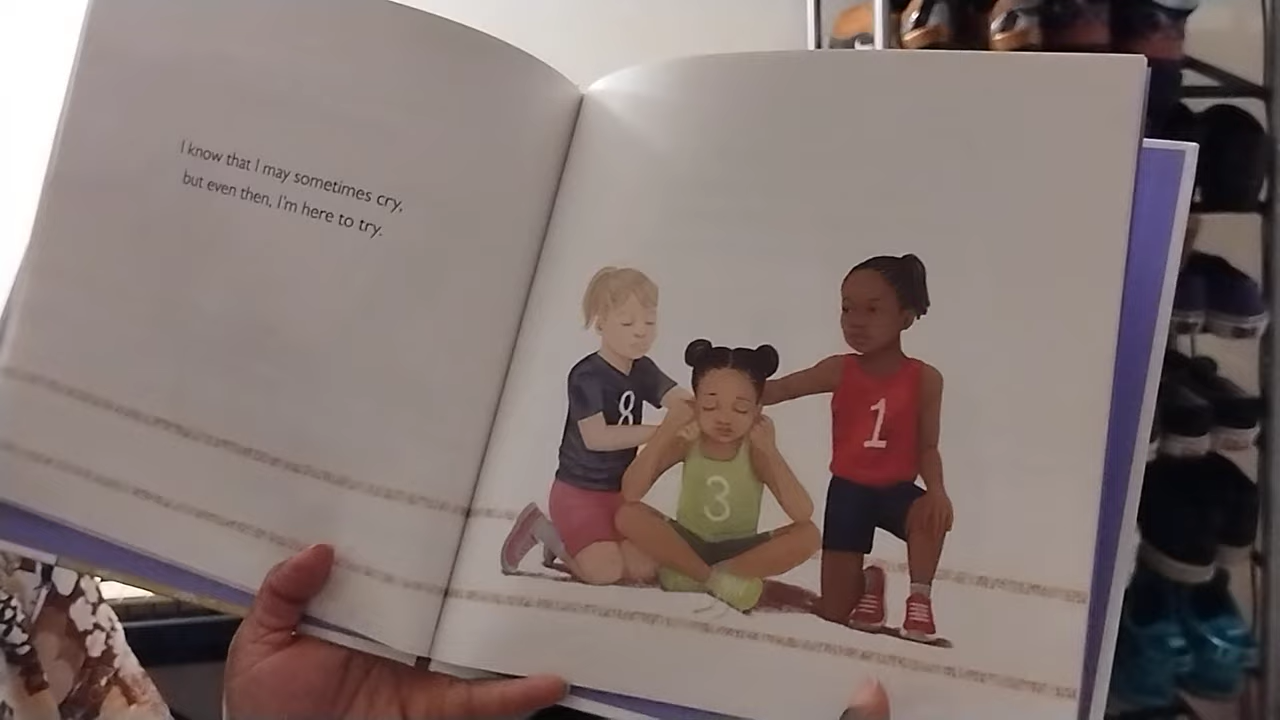 I know that I may sometimes cry,
but even then, I'm here to try.
8
3
1